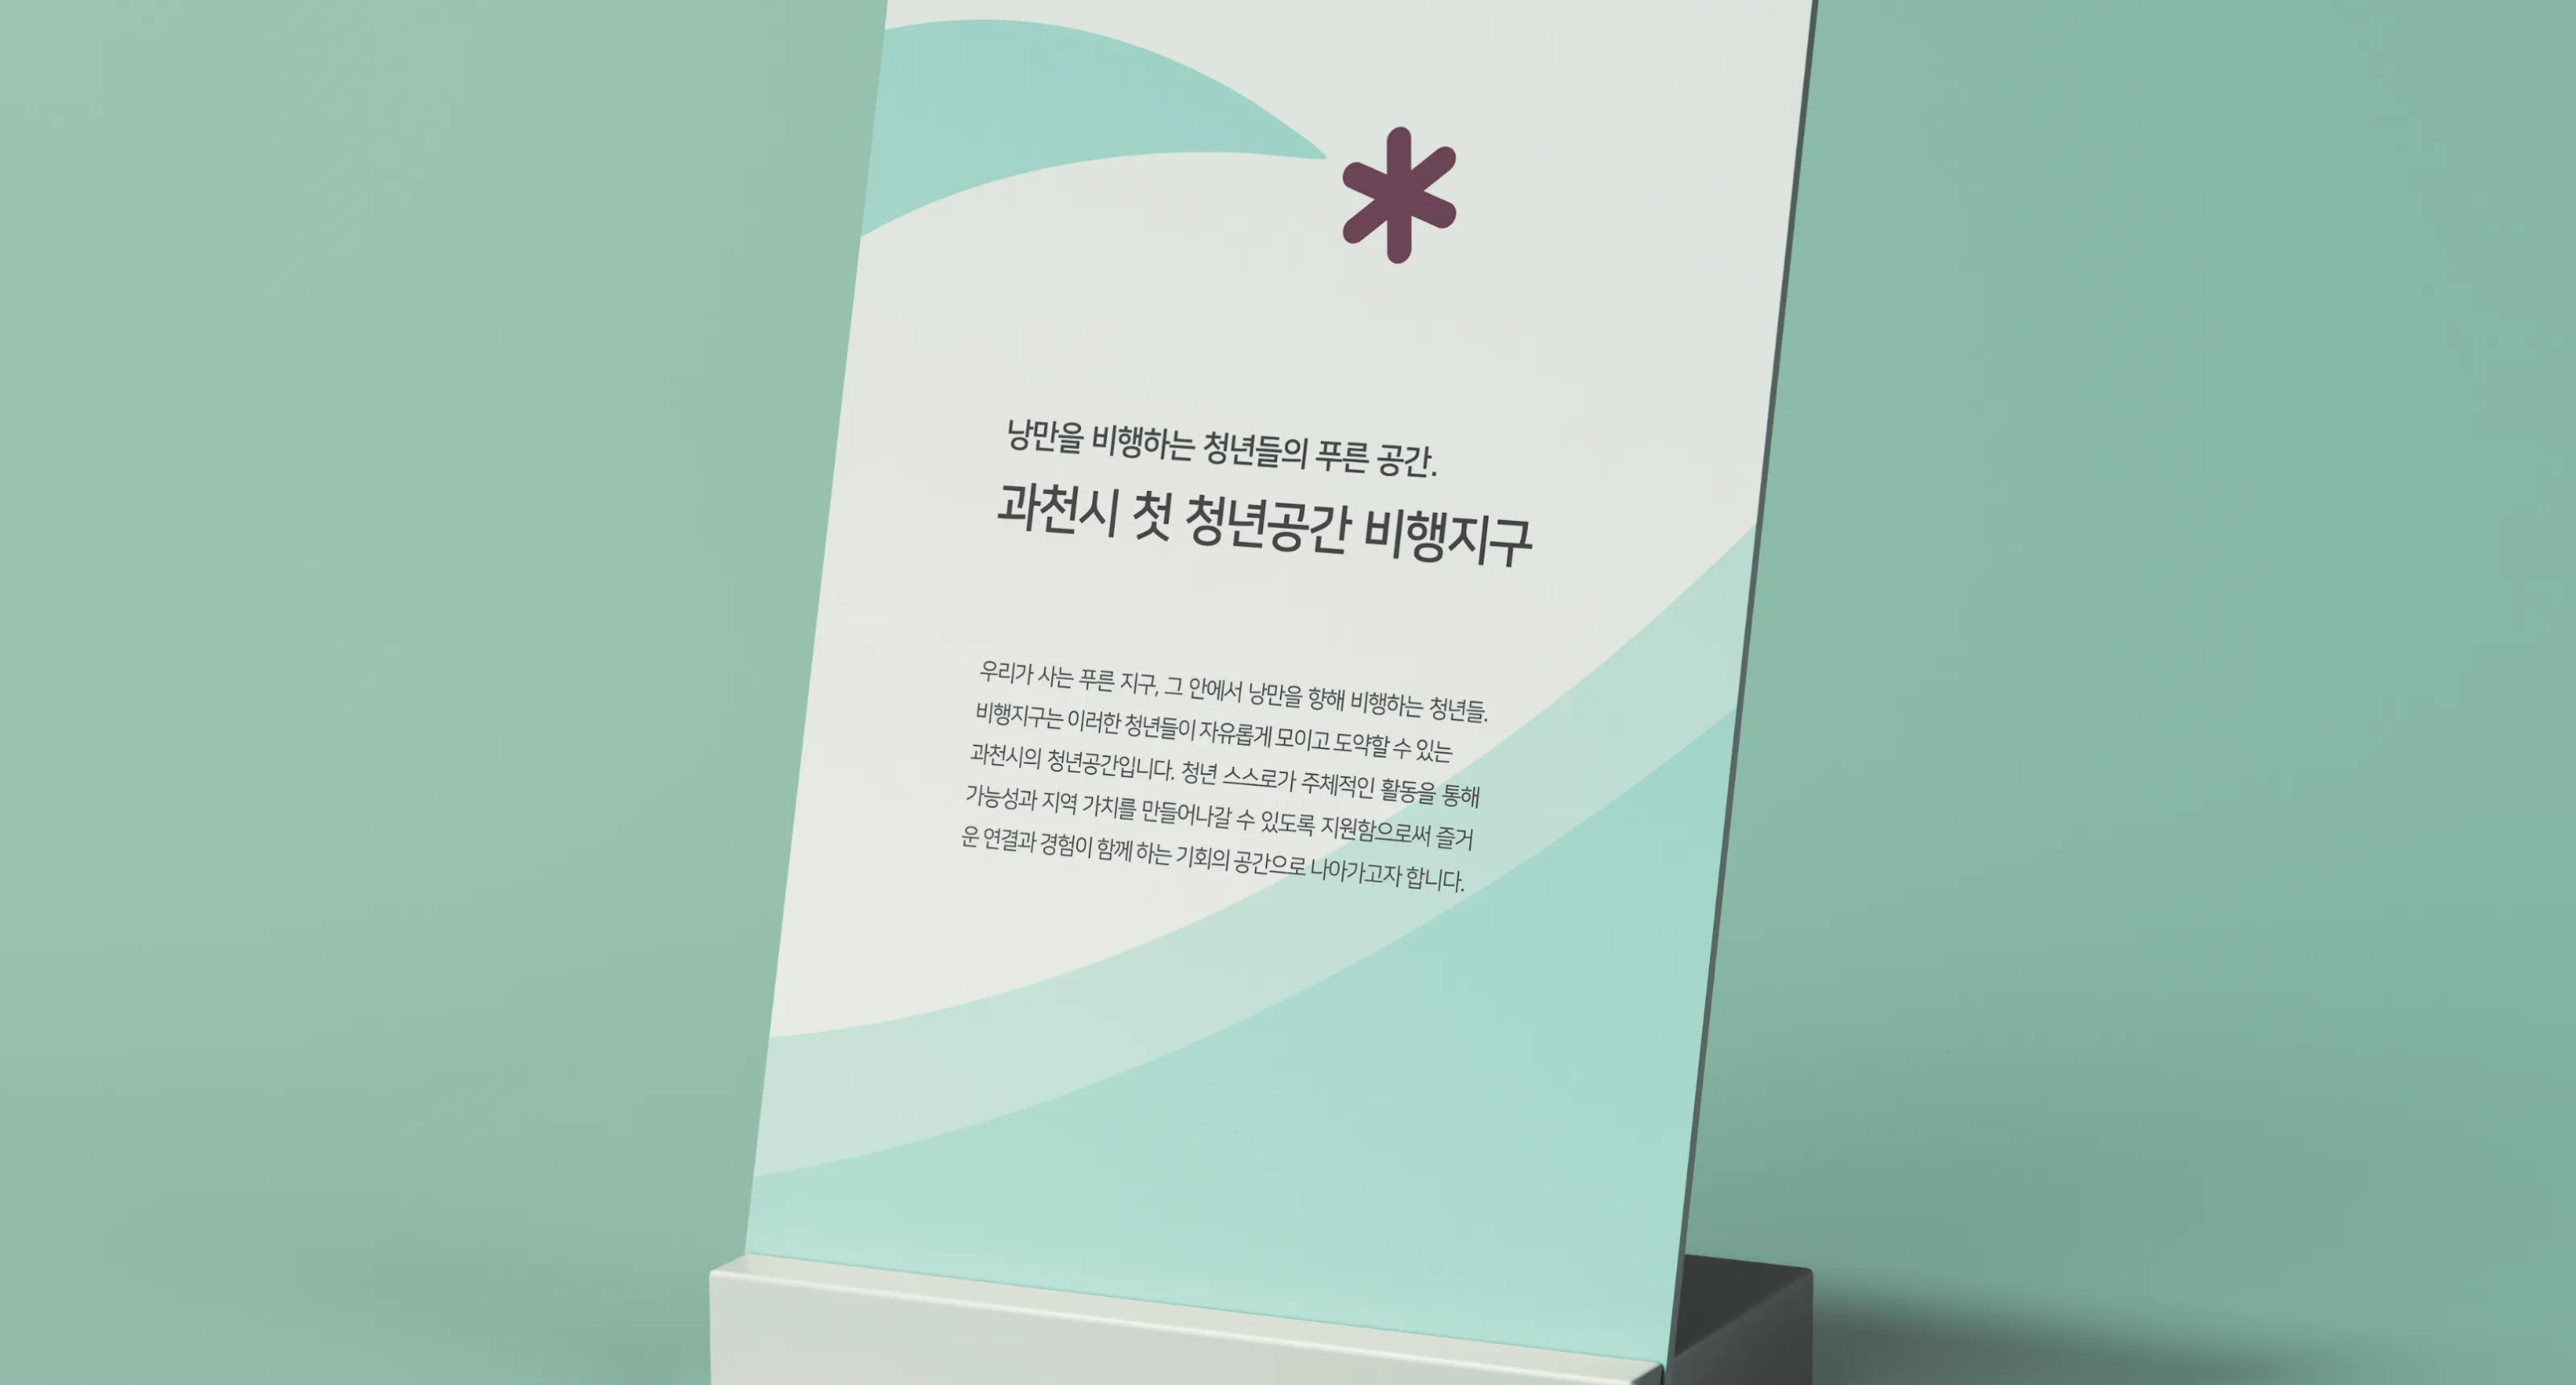 낭만을 비행하는 청년들의 푸른 공간.
과천시 첫 청년공간 비행지구
우리가 사는 푸른 지구, 그 안에서 낭만을 향해 비행하는 청년들.
비행지구는 이러한 청년들이 자유롭게 모이고 도약할 수 있는
과천시의 청년공간입니다. 청년 스스로가 주체적인 활동을 통해
가능성과 지역 가치를 만들어나갈 수 있도록 지원함으로써 즐거
운 연결과 경험이 함께 하는 기회의 공간으로 나아가고자 합니다.